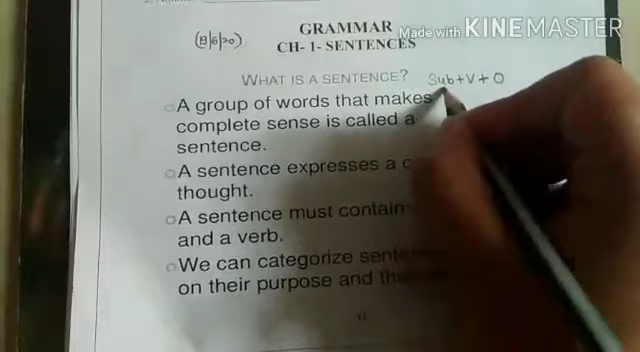 Made with KINEMASTER
GRAMMAR
(18/6/20)
CH- 1- SENTENCES
WHAT IS A SENTENCE? Sub+V+O
A group of words that makes
complete sense is called a
sentence.
A sentence expresses a
thought.
A sentence must contain
and a verb.
We can categorize
on their purpose and